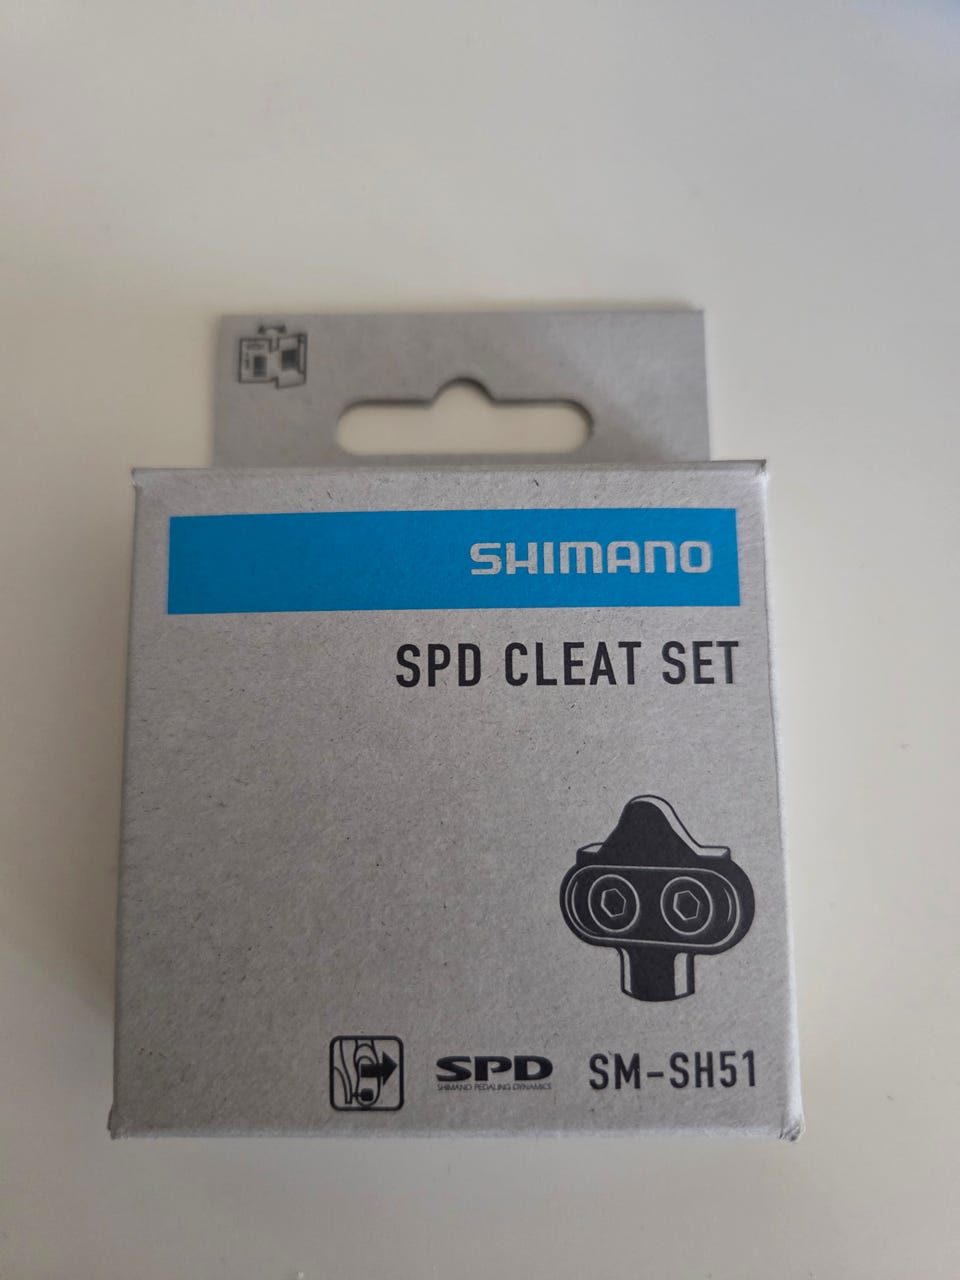 SHIMANO
SPD CLEAT SET
SPD
SHIMANO PEDALING DYNAMICS
SM-SH51